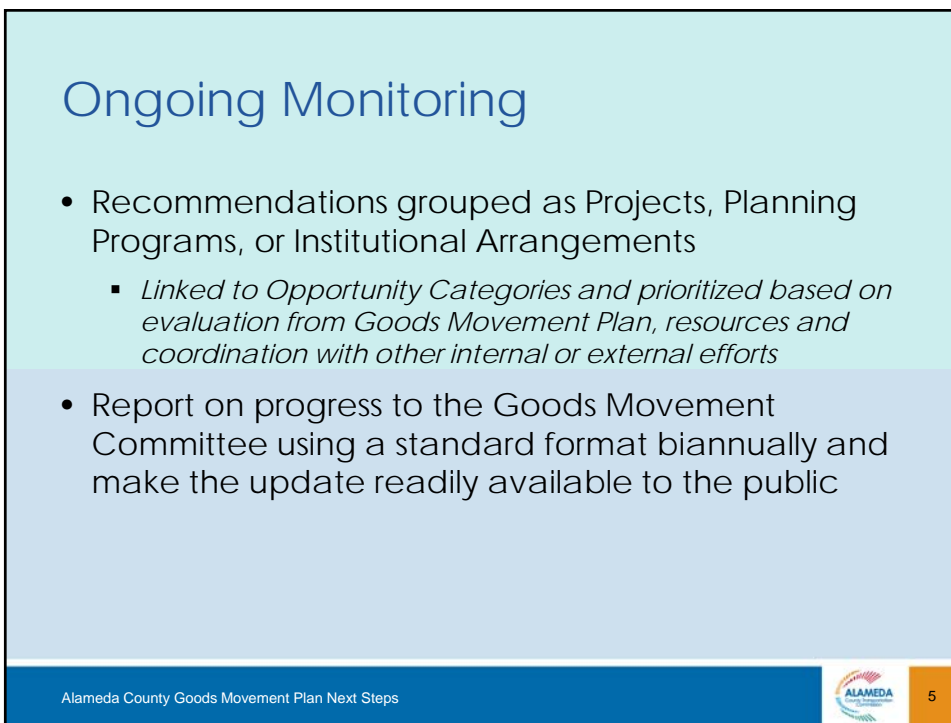 Ongoing Monitoring
• Recommendations grouped as Projects, Planning
Programs, or Institutional Arrangements
▪ Linked to Opportunity Categories and prioritized based on
evaluation from Goods Movement Plan, resources and
coordination with other internal or external efforts
• Report on progress to the Goods Movement
Committee using a standard format biannually and
make the update readily available to the public
Alameda County Goods Movement Plan Next Steps
ALAMEDA
County Transportation
Commission
5